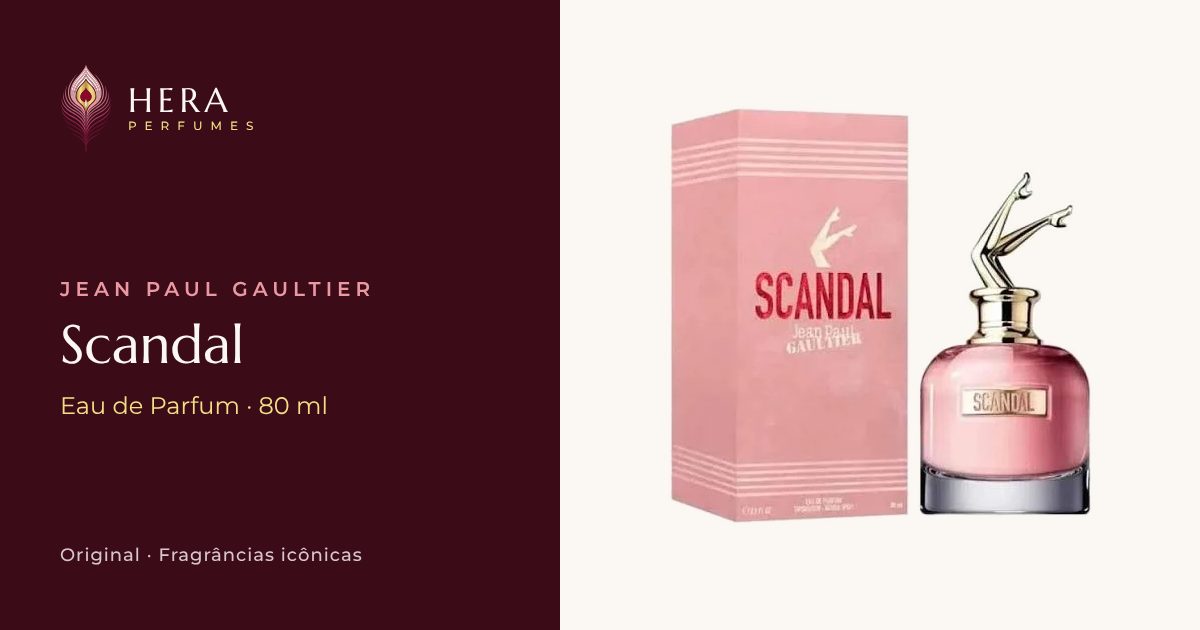 HERA
PERFUMES
JEAN PAUL GAULTIER
Scandal
Eau de Parfum · 80 ml
Original · Fragrâncias icônicas
SCANDAL
Jean Paul
GAULTIER
EAU DE PARFUM
SCANDAL